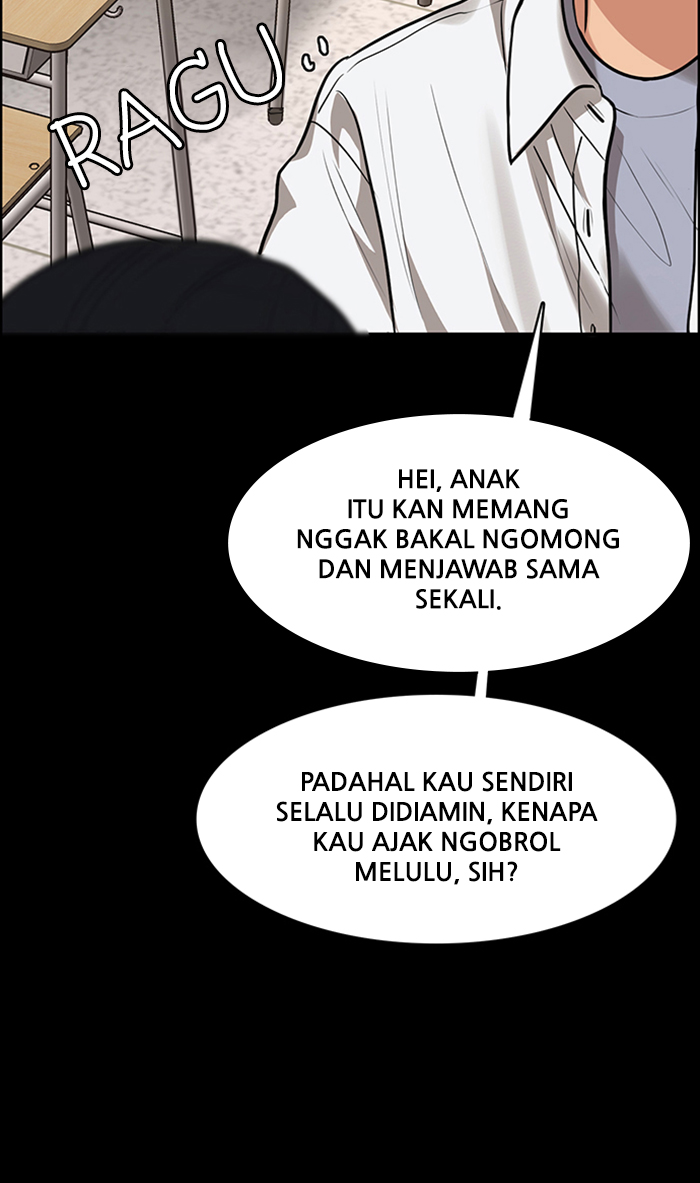 RAGU..
HEI, ANAK
ITU KAN MEMANG
NGGAK BAKAL NGOMONG
DAN MENJAWAB SAMA
SEKALI.
PADAHAL KAU SENDIRI
SELALU DIDIAMIN, KENAPA
KAU AJAK NGOBROL
MELULU, SIH?